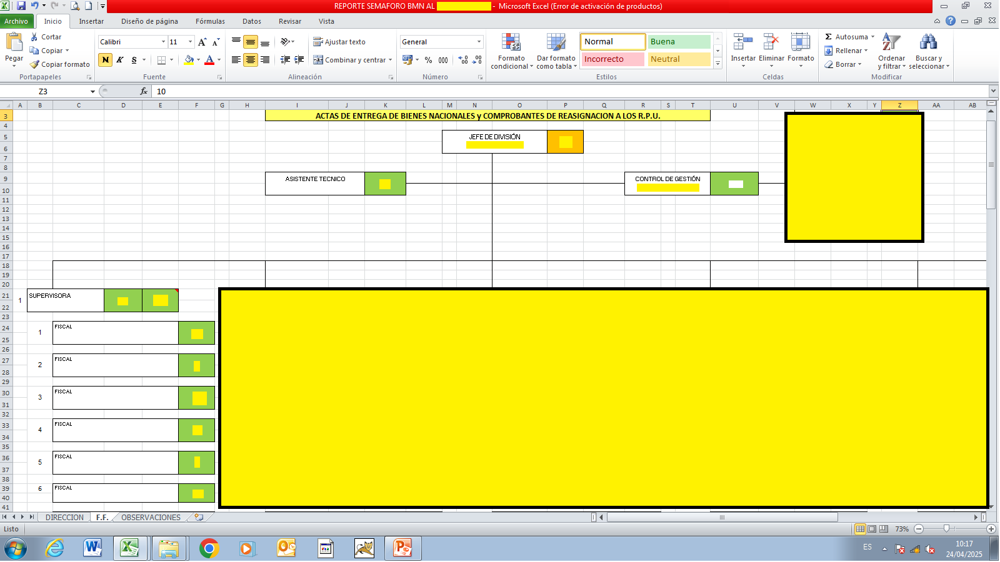 REPORTE SEMAFORO BMN AL - Microsoft Excel (Error de activación de productos)
Archivo Inicio Insertar Diseño de página Fórmulas Datos Revisar Vista
Pegar
Cortar
Copiar
Copiar formato
Portapapeles
Calibri 11
N K S
A
Fuente
Ajustar texto
Combinar y centrar
Alineación
General
% 000
Número
Formato condicional
Dar formato como tabla
Normal Buena
Incorrecto Neutral
Estilos
Insertar Eliminar Formato
Celdas
Σ Autosuma
Rellenar
Borrar
Ordenar y filtrar
Buscar y seleccionar
Modificar
Z3 fx 10
A B C D E F G H I J K L M N O P Q R S T U V W X Y Z AA AB
3 ACTAS DE ENTREGA DE BIENES NACIONALES y COMPROBANTES DE REASIGNACION A LOS R.P.U.
4
5 JEFE DE DIVISIÓN
6
7
8
9 ASISTENTE TECNICO CONTROL DE GESTIÓN
10
11
12
13
14
15
16
17
18
19
20
21 SUPERVISORA
1
22
23
24 FISCAL
1
25
26
27 FISCAL
2
28
29
30 FISCAL
3
31
32
33 FISCAL
4
34
35
36 FISCAL
5
37
38
39 6 FISCAL
40
41
DIRECCION F.F. OBSERVACIONES
Listo 73%
ES 10:17
24/04/2025